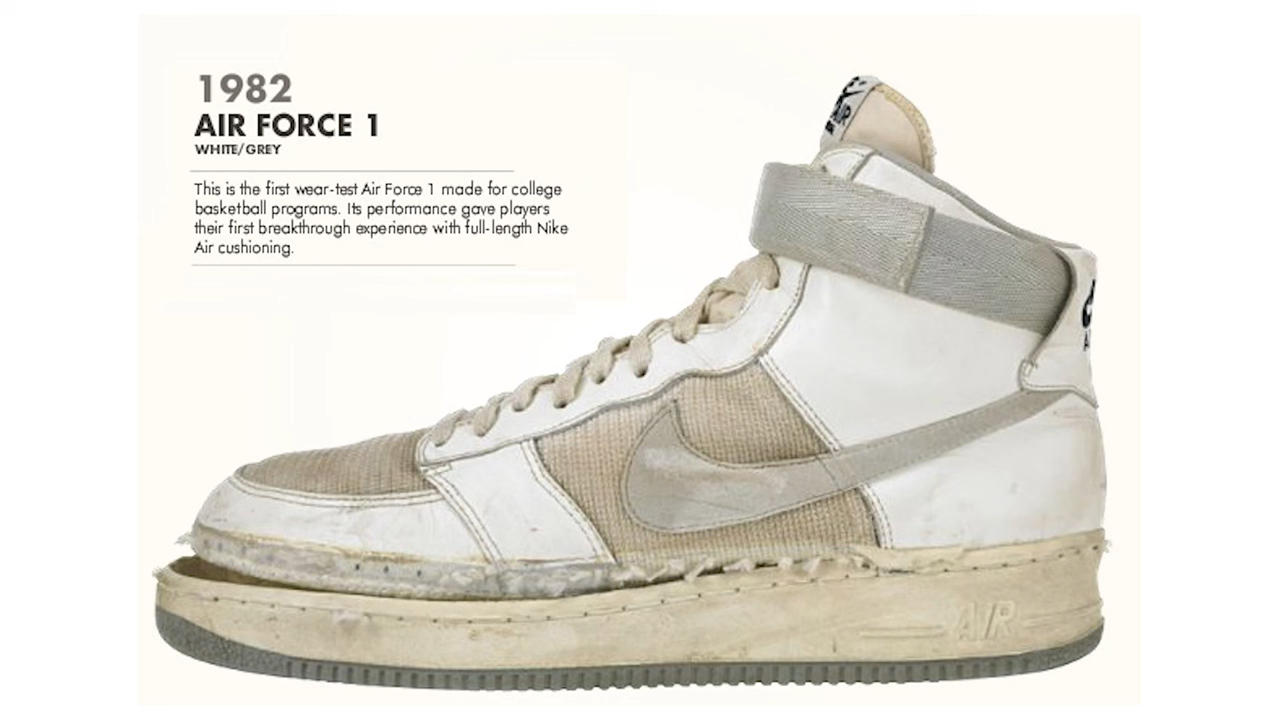 1982
AIR FORCE 1
WHITE/GREY
This is the first wear-test Air Force 1 made for college
basketball programs. Its performance gave players
their first breakthrough experience with full-length Nike
Air cushioning.
AIR
AIR